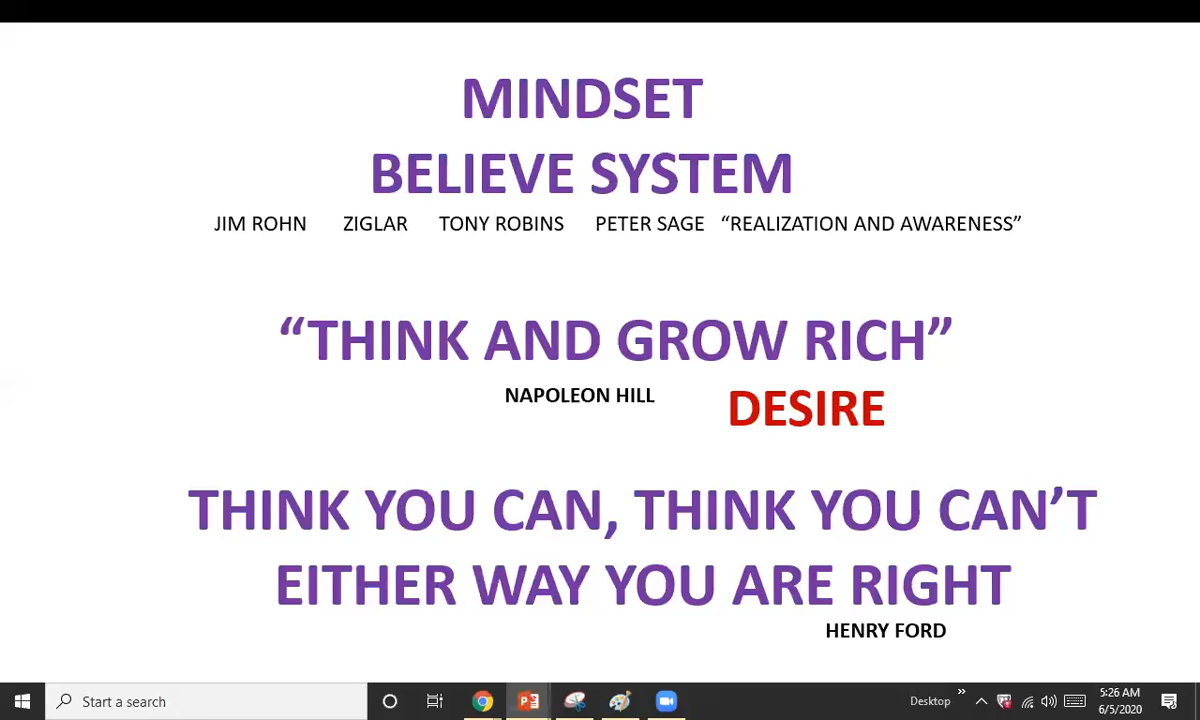 MINDSET
BELIEVE SYSTEM
JIM ROHN ZIGLAR TONY ROBINS PETER SAGE “REALIZATION AND AWARENESS”
“THINK AND GROW RICH”
NAPOLEON HILL DESIRE
THINK YOU CAN, THINK YOU CAN’T
EITHER WAY YOU ARE RIGHT
HENRY FORD
Start a search
Desktop
5:26 AM
6/5/2020